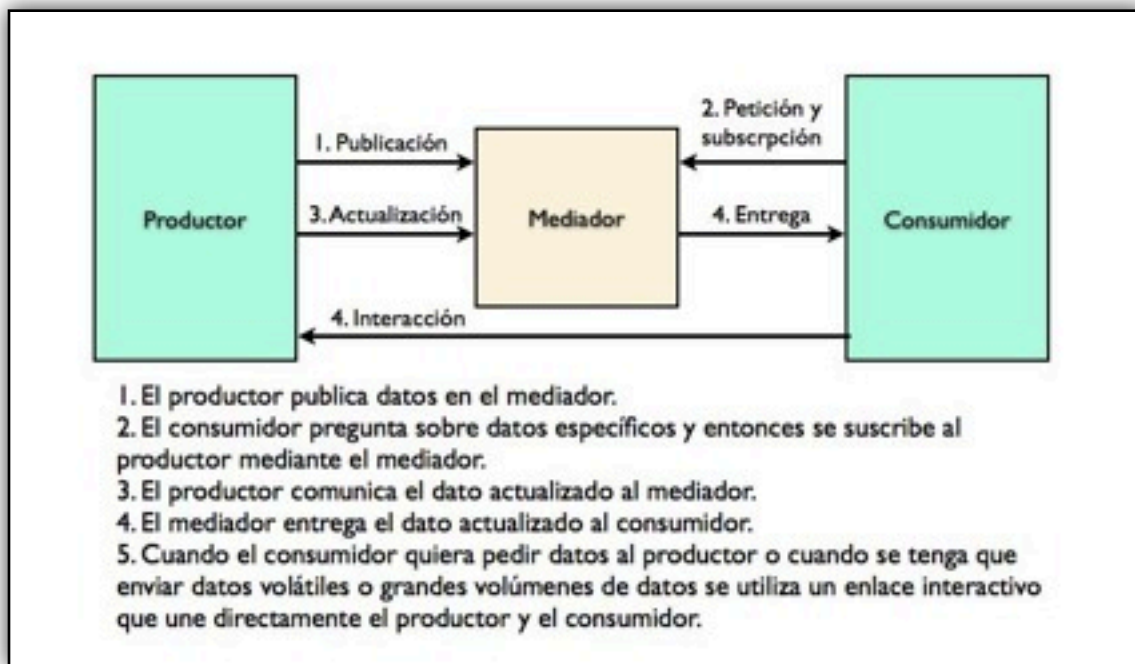 2. Petición y
subscrpción
1. Publicación
Productor
3. Actualización
Mediador
4. Entrega
Consumidor
4. Interacción
1. El productor publica datos en el mediador.
2. El consumidor pregunta sobre datos específicos y entonces se suscribe al
productor mediante el mediador.
3. El productor comunica el dato actualizado al mediador.
4. El mediador entrega el dato actualizado al consumidor.
5. Cuando el consumidor quiera pedir datos al productor o cuando se tenga que
enviar datos volátiles o grandes volúmenes de datos se utiliza un enlace interactivo
que une directamente el productor y el consumidor.